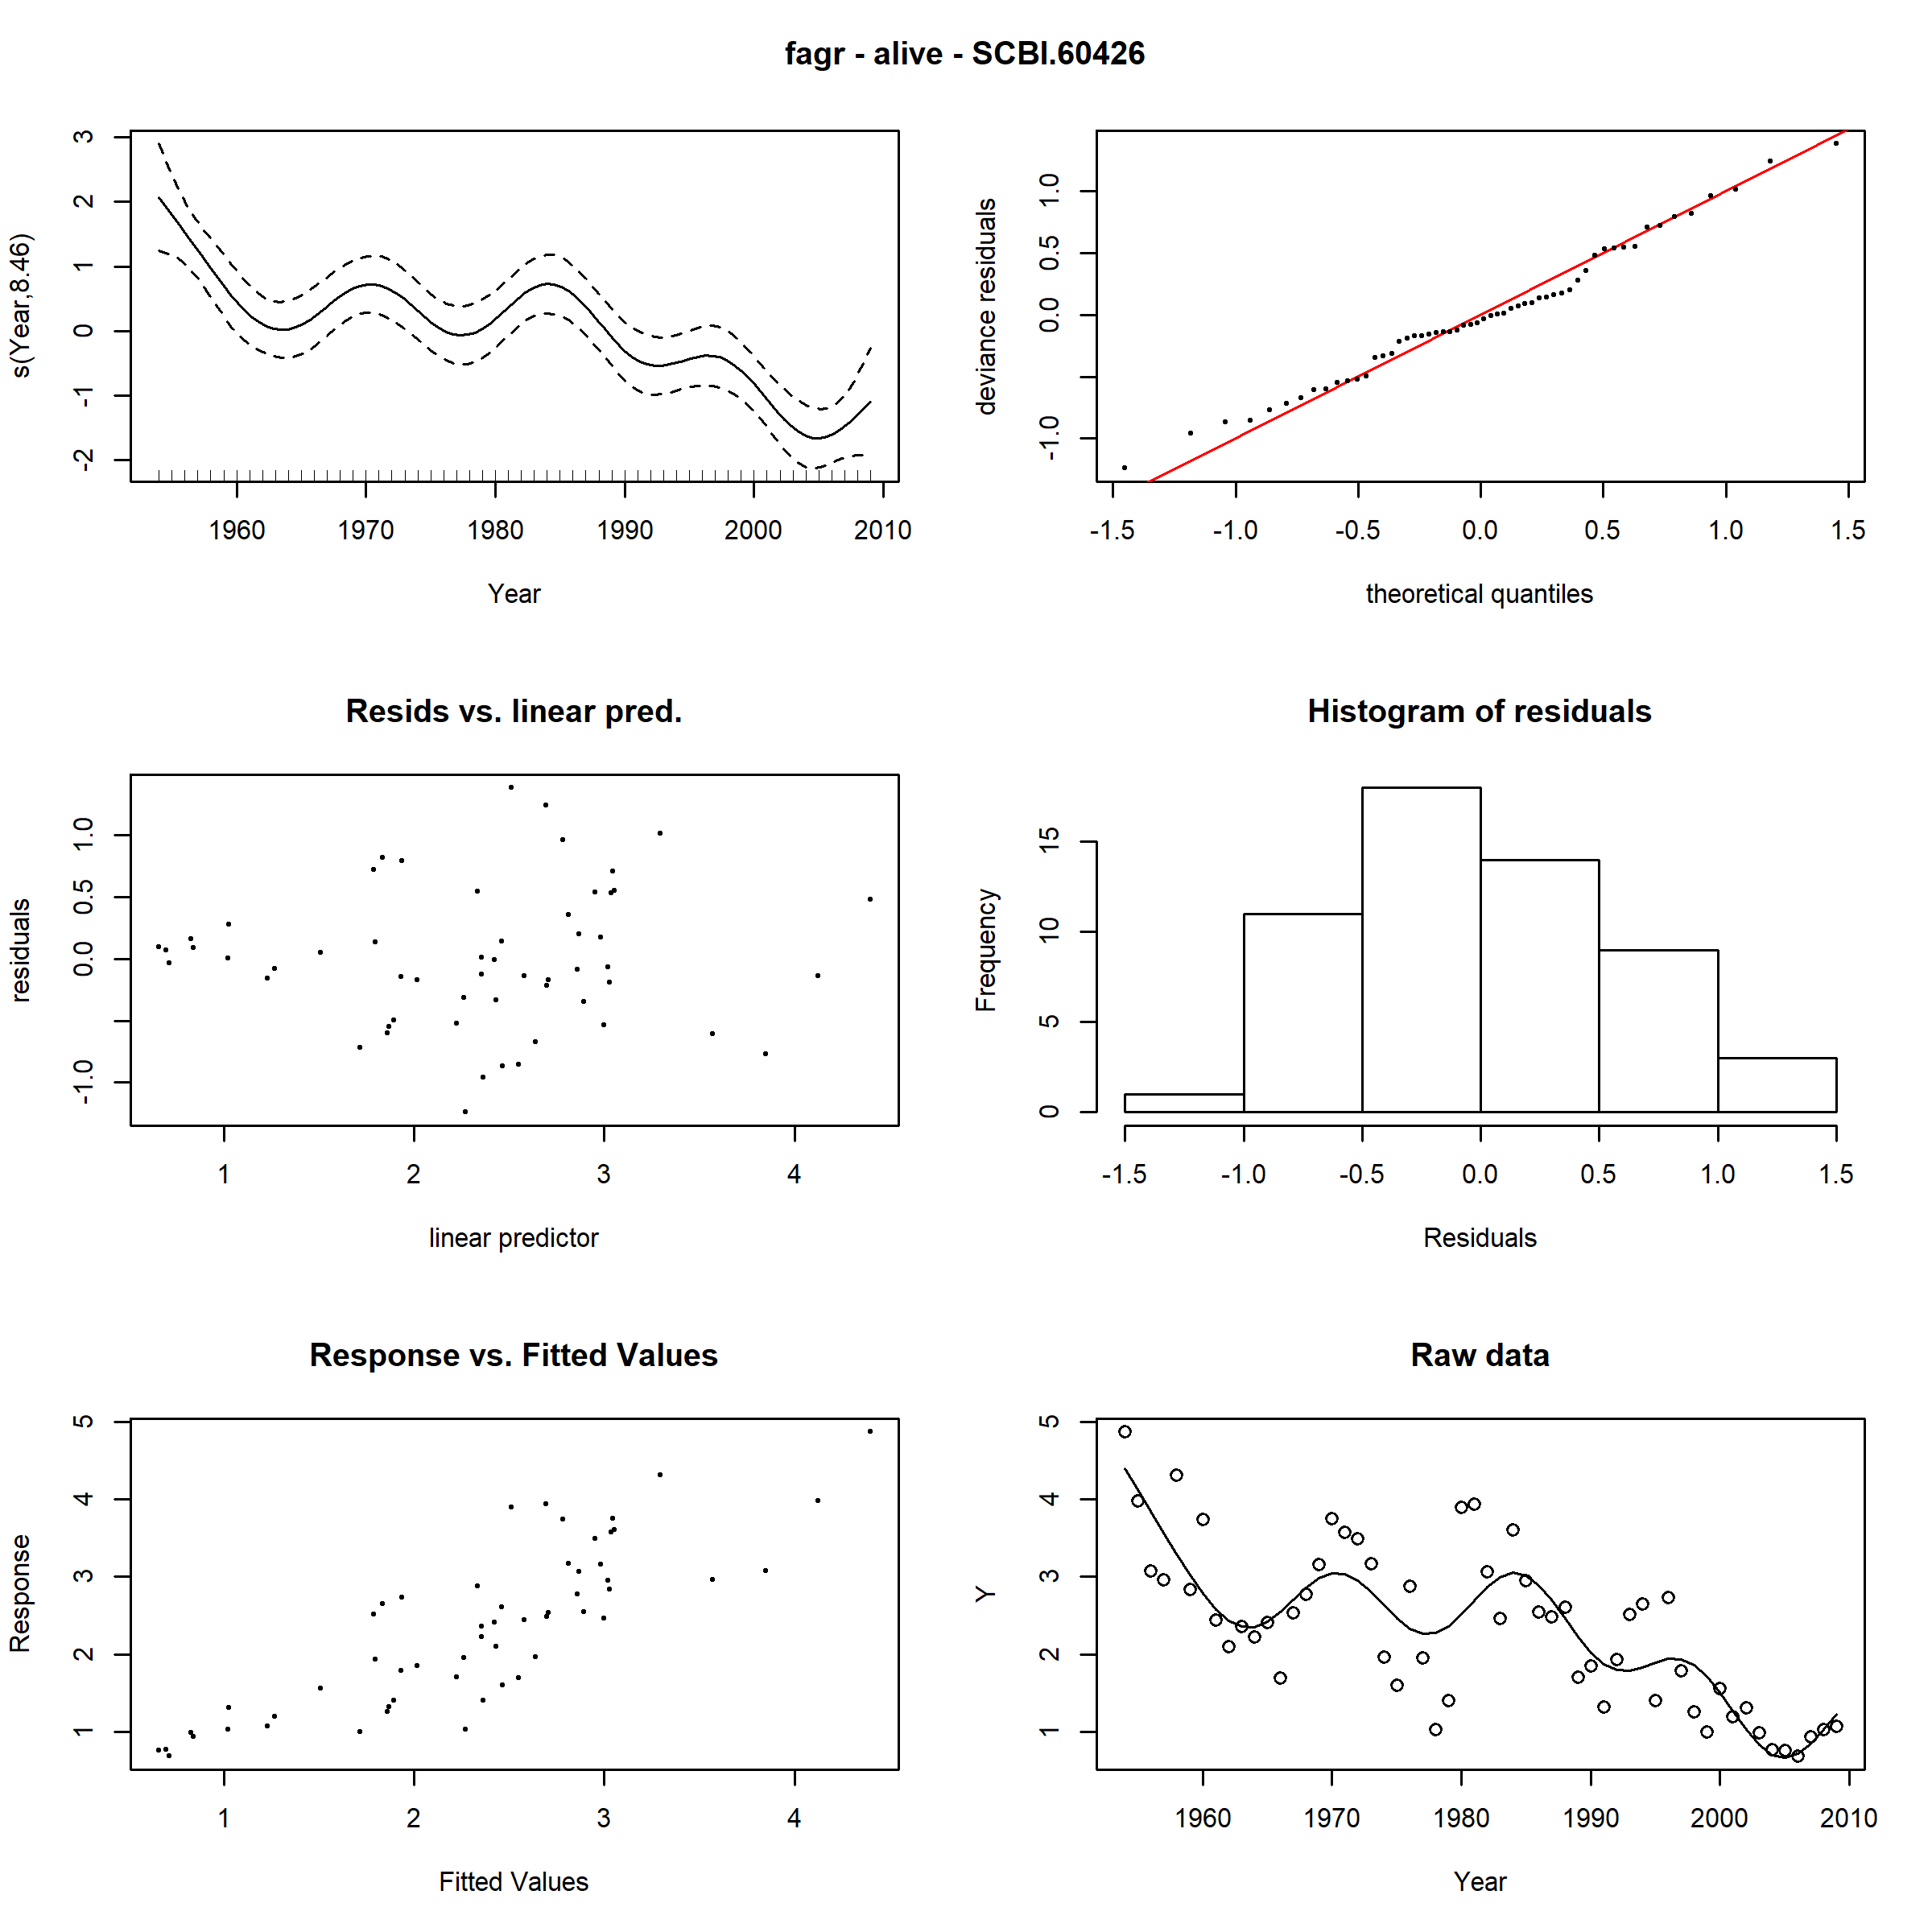 fagr - alive - SCBI.60426
s(Year,8.46)
3
2
1
0
-1
-2
1960 1970 1980 1990 2000 2010
Year
deviance residuals
1.0
0.5
0.0
-1.0
-1.5 -1.0 -0.5 0.0 0.5 1.0 1.5
theoretical quantiles
Resids vs. linear pred.
residuals
1.0
0.5
0.0
-1.0
1 2 3 4
linear predictor
Histogram of residuals
Frequency
15
10
5
0
-1.5 -1.0 -0.5 0.0 0.5 1.0 1.5
Residuals
Response vs. Fitted Values
Response
5
4
3
2
1
1 2 3 4
Fitted Values
Raw data
Y
5
4
3
2
1
1960 1970 1980 1990 2000 2010
Year